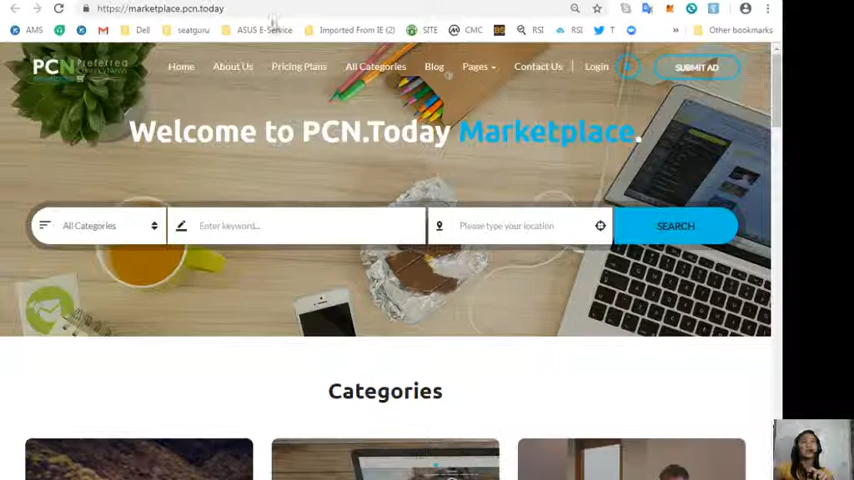 https://marketplace.pcn.today
AMS
Dell
seatguru
ASUS E-Service
Imported From IE (2)
SITE
CMC
RSI
RSI
T
»
Other bookmarks
PCN Preferred
Home
About Us
Pricing Plans
All Categories
Blog
Pages
Contact Us
Login
SUBMIT AD
Welcome to PCN.Today Marketplace.
All Categories
Enter keyword...
Please type your location
SEARCH
Categories